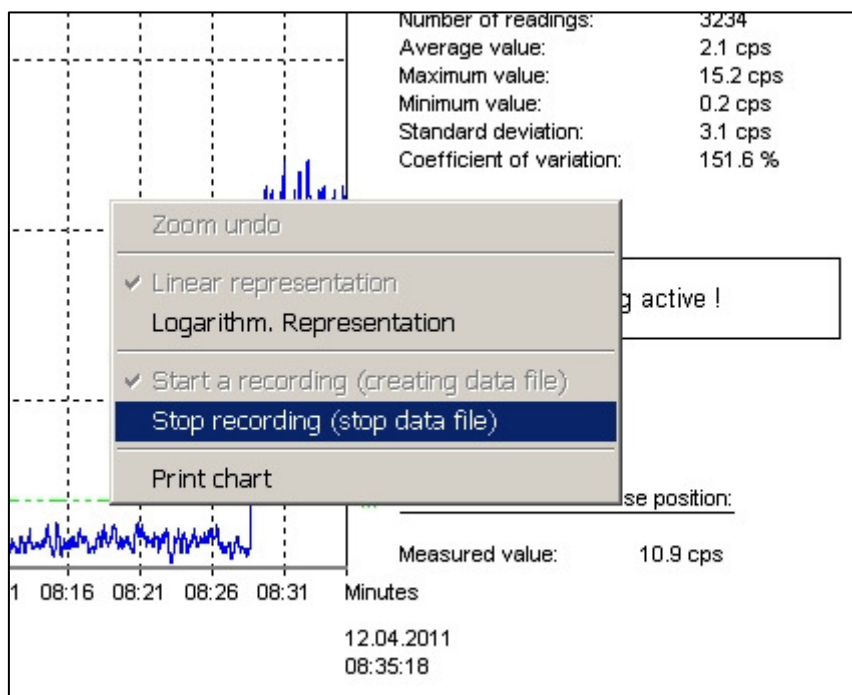 Number of readings: 3234
Average value: 2.1 cps
Maximum value: 15.2 cps
Minimum value: 0.2 cps
Standard deviation: 3.1 cps
Coefficient of variation: 151.6 %
Zoom undo
Linear representation
Logarithm. Representation
Start a recording (creating data file)
Stop recording (stop data file)
Print chart
g active !
se position:
Measured value: 10.9 cps
1 08:16 08:21 08:26 08:31 Minutes
12.04.2011
08:35:18